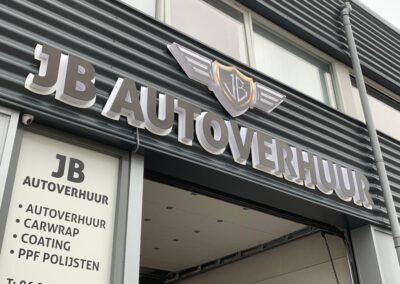 JB
JB AUTOVERHUUR
JB
AUTOVERHUUR
• AUTOVERHUUR
• CARWRAP
• COATING
• PPF POLIJSTEN